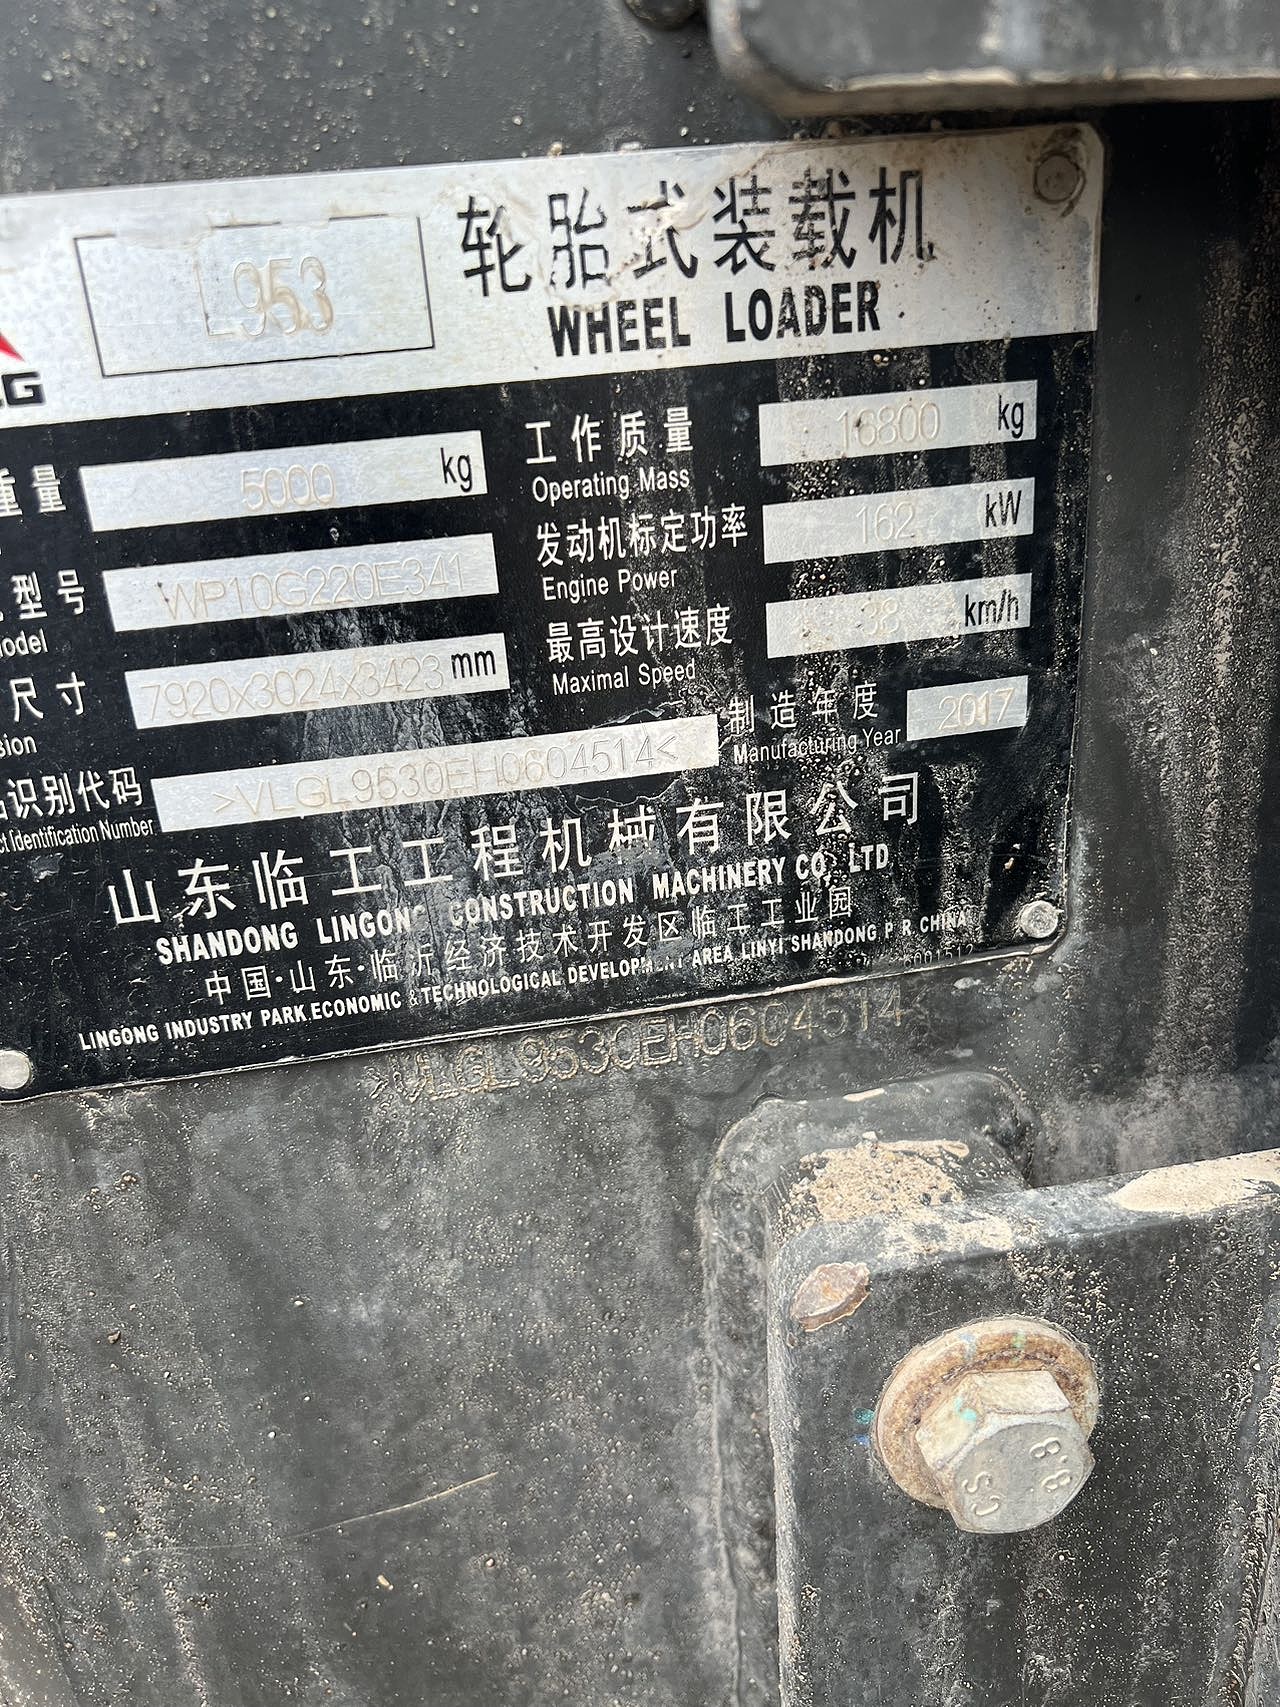 L953
轮胎式装载机
WHEEL LOADER
重量 5000 kg
工作质量 16800 kg
Operating Mass
型号 WP10G220E341
发动机标定功率 162 kW
Engine Power
尺寸 7920x3024x3423 mm
最高设计速度 38 km/h
Maximal Speed
识别代码 >VLGL9530EH0604514<
Identification Number
制造年度 2017
Manufacturing Year
山东临工工程机械有限公司
SHANDONG LINGONG CONSTRUCTION MACHINERY CO., LTD
中国·山东·临沂经济技术开发区临工工业园
LINGONG INDUSTRY PARK.ECONOMIC & TECHNOLOGICAL DEVELOPMENT AREA LINYI.SHANDONG P R CHINA
>VLGL9530EH0604514<
CS
8.8